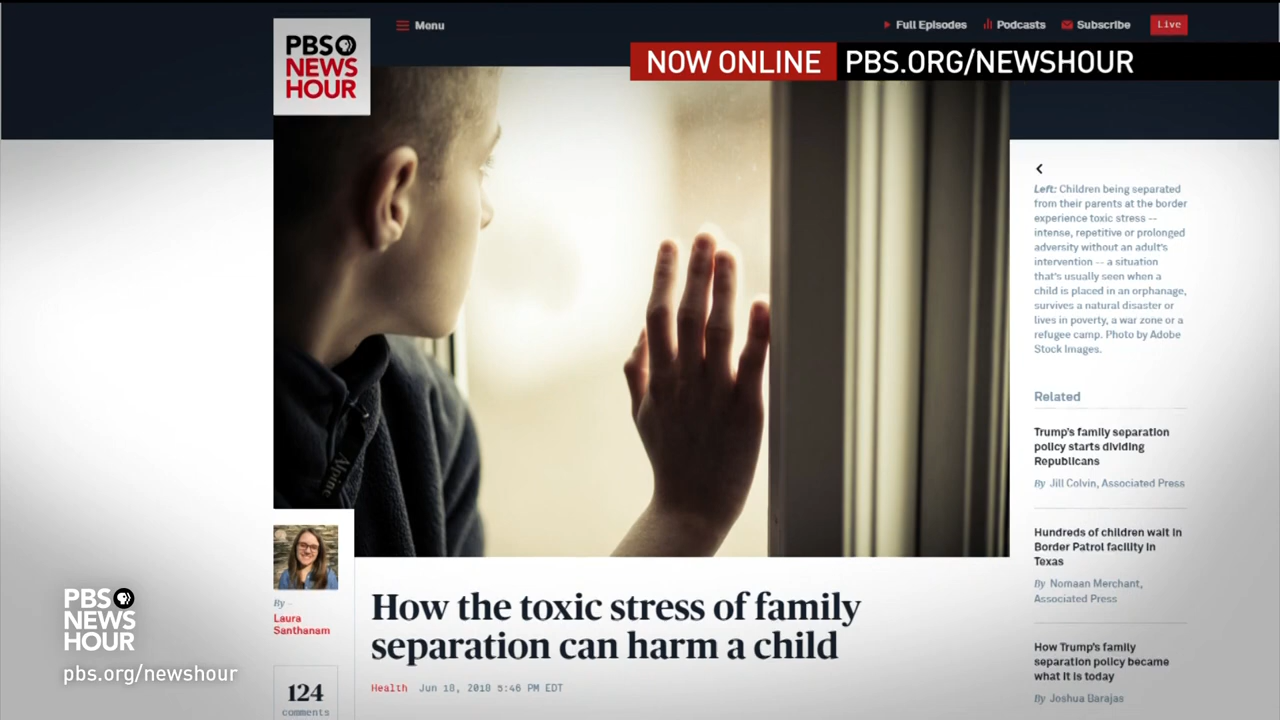 PBS
NEWS
HOUR
Menu
Full Episodes
Podcasts
Subscribe
Live
NOW ONLINE
PBS.ORG/NEWSHOUR
Left: Children being separated
from their parents at the border
experience toxic stress --
intense, repetitive or prolonged
adversity without an adult's
intervention -- a situation
that's usually seen when a
child is placed in an orphanage,
survives a natural disaster or
lives in poverty, a war zone or a
refugee camp. Photo by Adobe
Stock Images.
Related
Trump's family separation
policy starts dividing
Republicans
By Jill Colvin, Associated Press
Hundreds of children wait in
Border Patrol facility in
Texas
By Nomaan Merchant,
Associated Press
How Trump's family
separation policy became
what it is today
By Joshua Barajas
Alpine
By –
Laura
Santhanam
124
comments
How the toxic stress of family
separation can harm a child
Health Jun 18, 2018 5:46 PM EDT
PBS
NEWS
HOUR
pbs.org/newshour